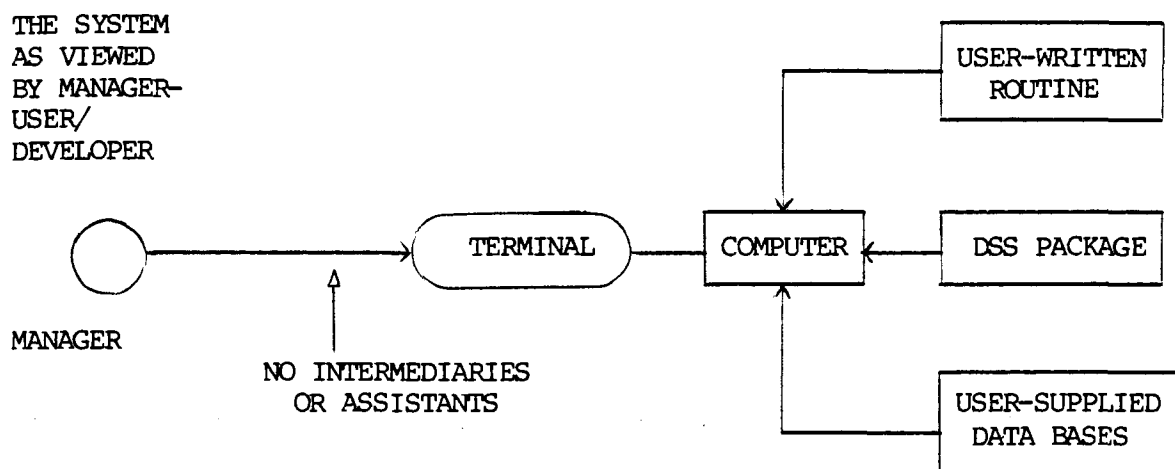 THE SYSTEM
AS VIEWED
BY MANAGER-
USER/
DEVELOPER
MANAGER
NO INTERMEDIARIES
OR ASSISTANTS
TERMINAL
COMPUTER
USER-WRITTEN
ROUTINE
DSS PACKAGE
USER-SUPPLIED
DATA BASES